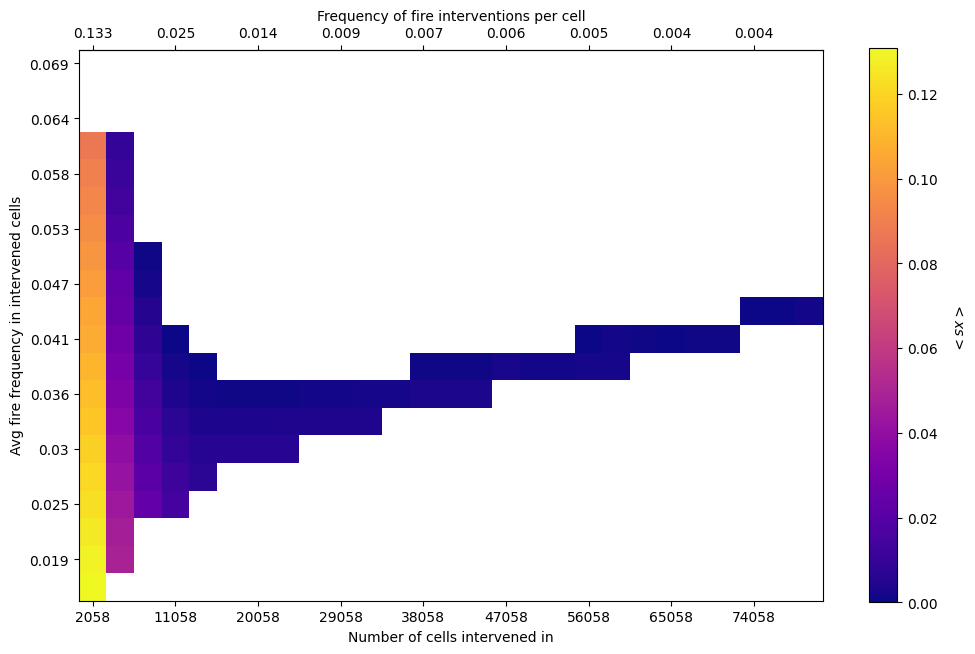 Frequency of fire interventions per cell
0.133 0.025 0.014 0.009 0.007 0.006 0.005 0.004 0.004
Avg fire frequency in intervened cells
0.069
0.064
0.058
0.053
0.047
0.041
0.036
0.03
0.025
0.019
2058 11058 20058 29058 38058 47058 56058 65058 74058
Number of cells intervened in
0.12
0.10
0.08
0.06
0.04
0.02
0.00
< sx >